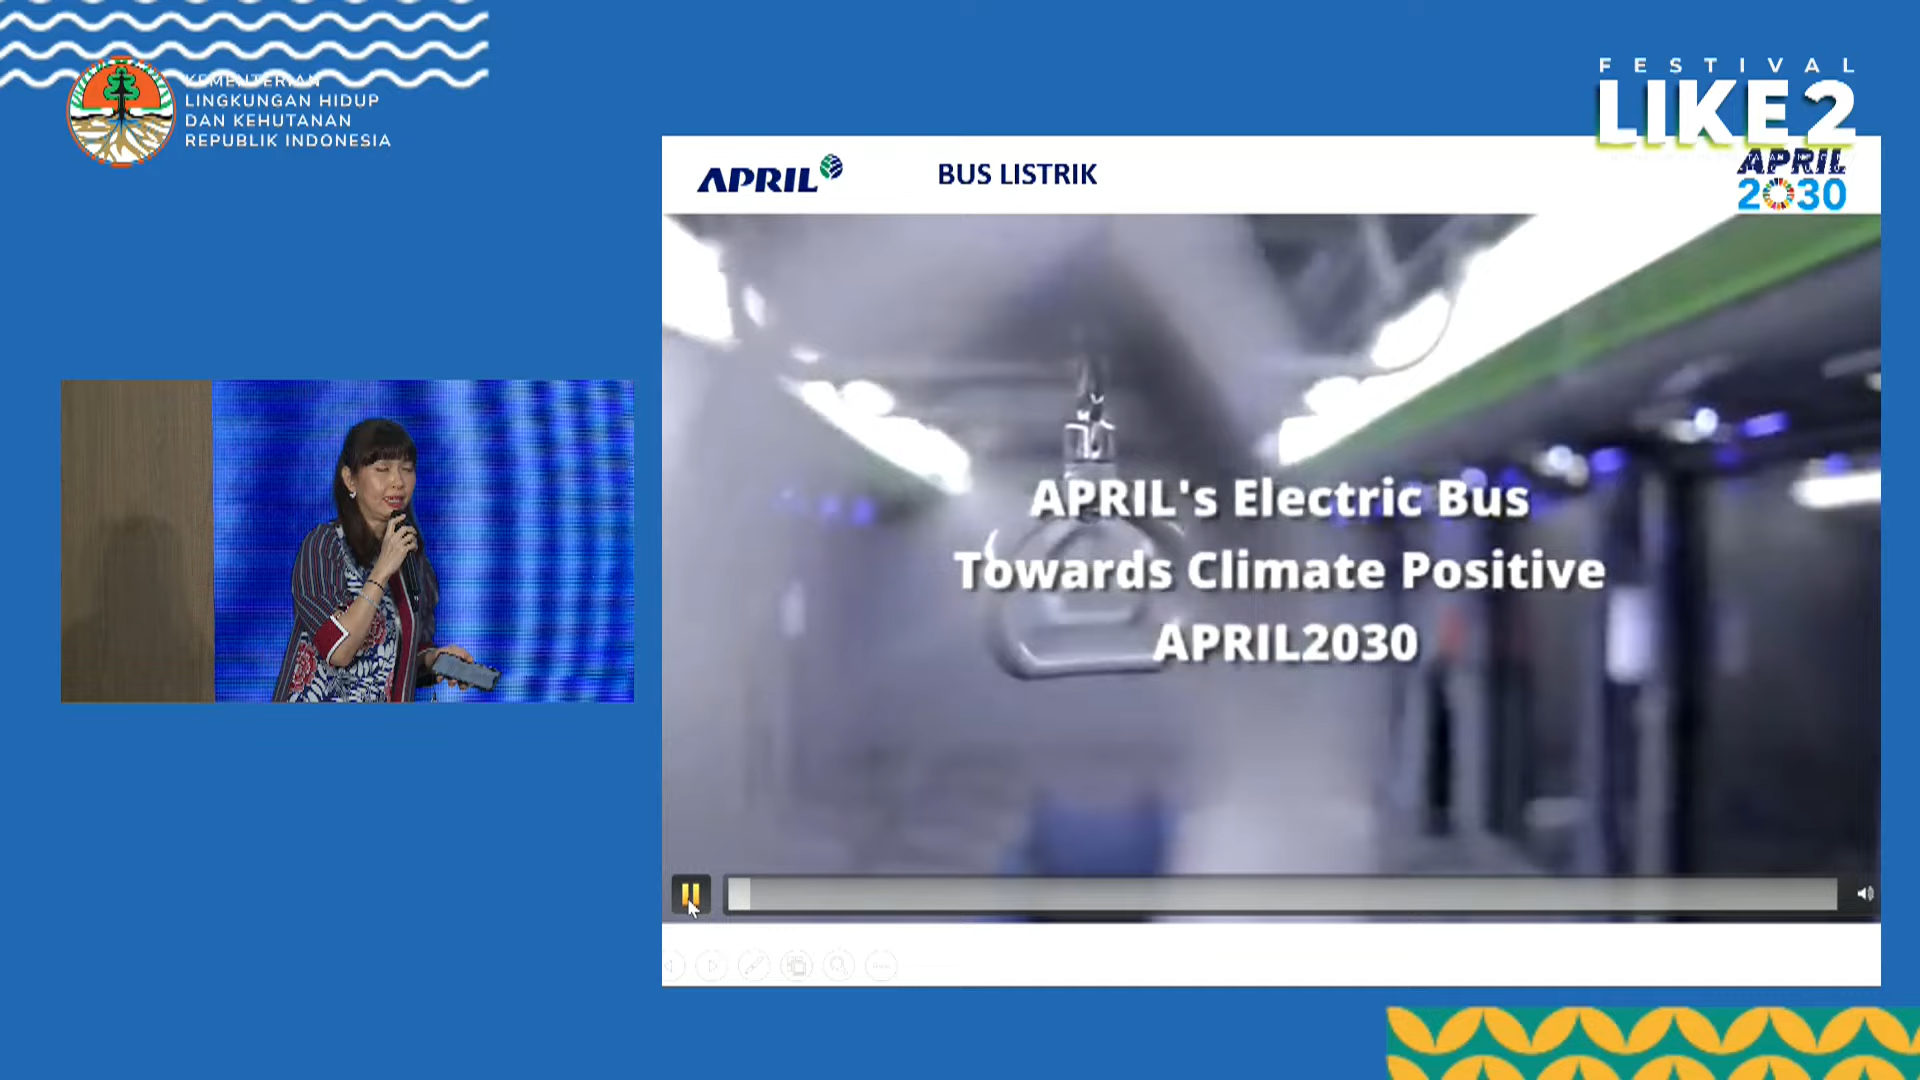 KEMENTERIAN
LINGKUNGAN HIDUP
DAN KEHUTANAN
REPUBLIK INDONESIA
FESTIVAL
LIKE 2
APRIL
BUS LISTRIK
APRIL
2030
APRIL's Electric Bus
Towards Climate Positive
APRIL2030